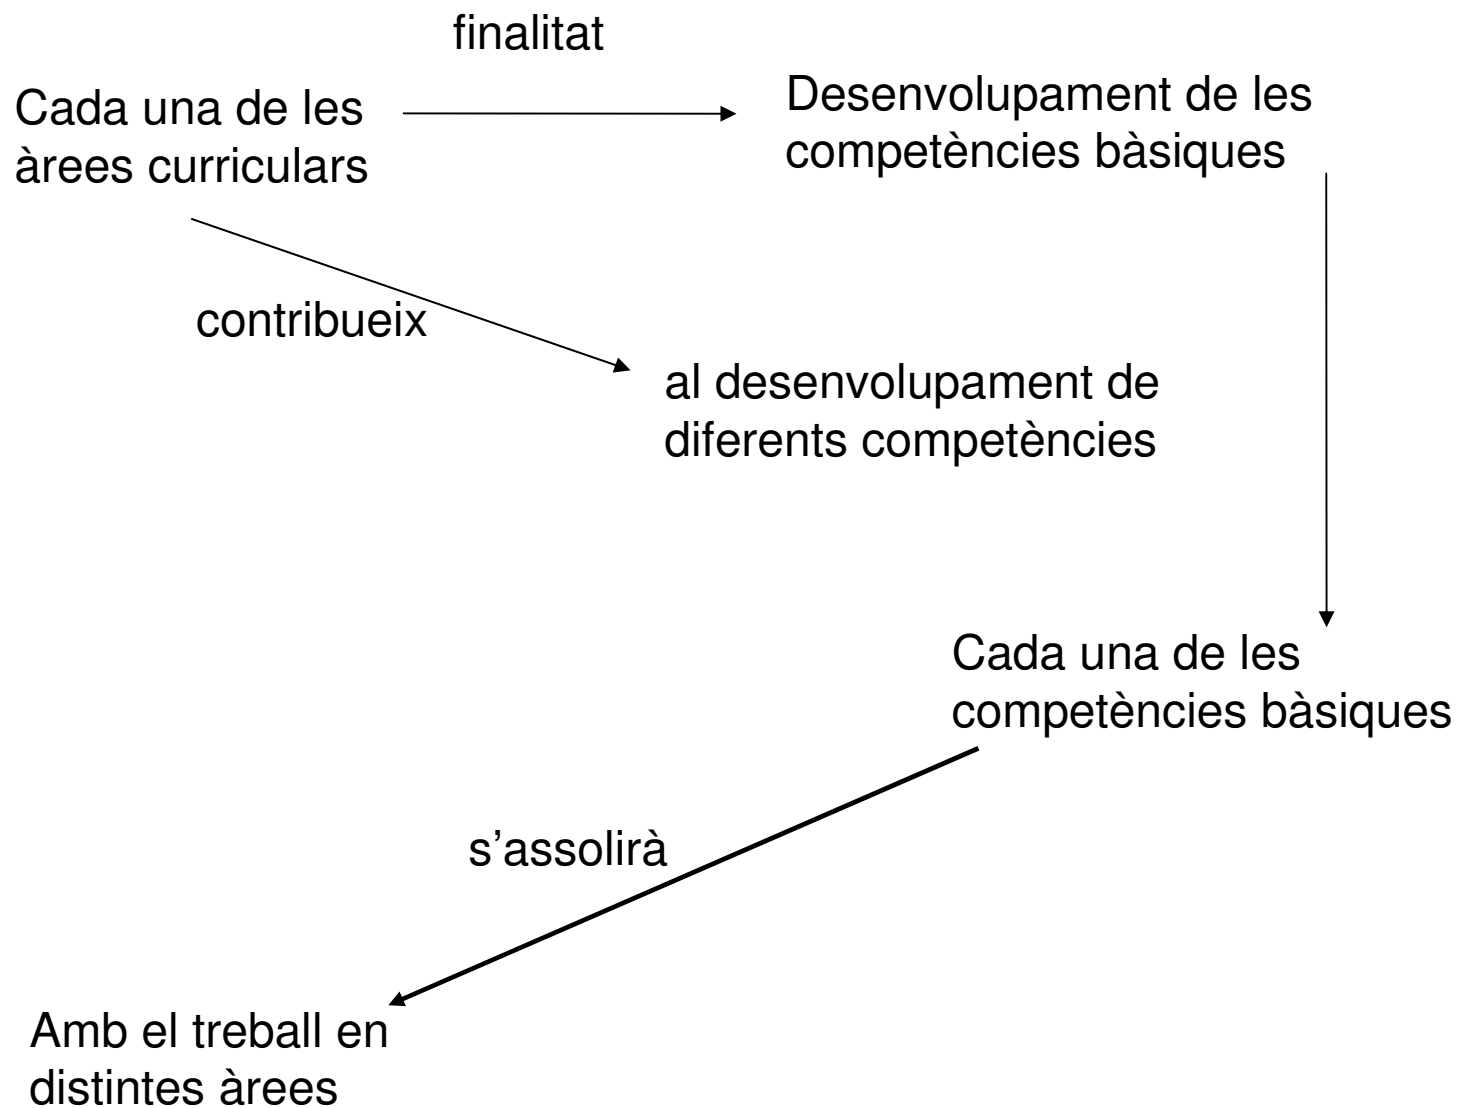 finalitat
Cada una de les
àrees curriculars
Desenvolupament de les
competències bàsiques
contribueix
al desenvolupament de
diferents competències
Cada una de les
competències bàsiques
s’assolirà
Amb el treball en
distintes àrees